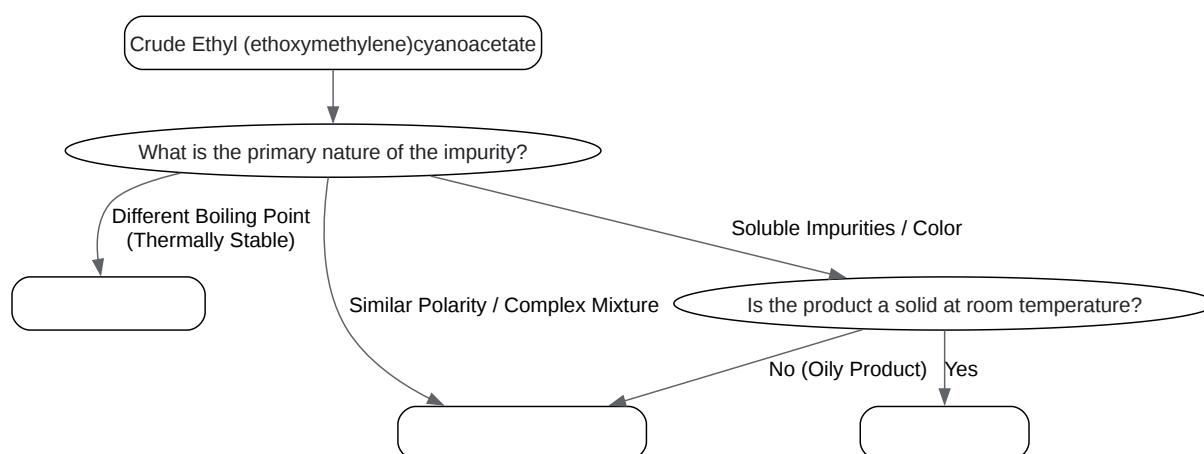 Crude Ethyl (ethoxymethylene)cyanoacetate
What is the primary nature of the impurity?
Different Boiling Point
(Thermally Stable)
Soluble Impurities / Color
Similar Polarity / Complex Mixture
Is the product a solid at room temperature?
No (Oily Product)
Yes